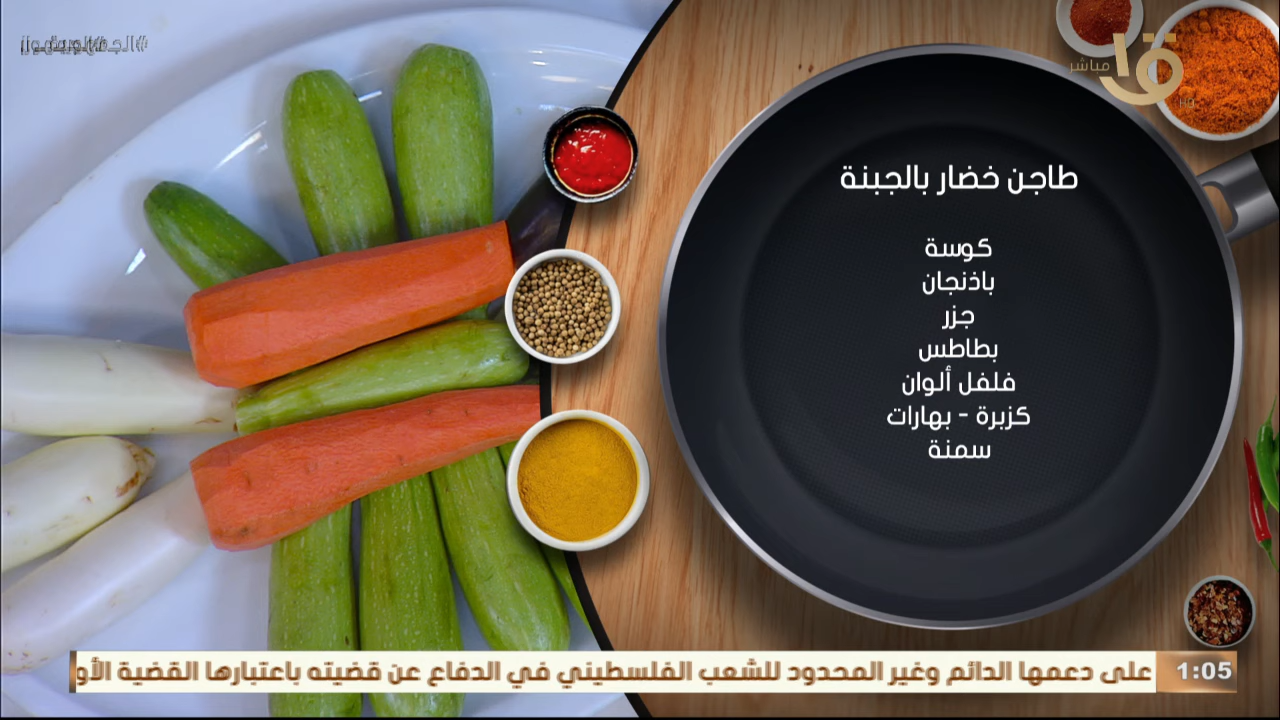 مباشر
HD
طاجن خضار بالجبنة
كوسة
باذنجان
جزر
بطاطس
فلفل ألوان
كزبرة - بهارات
سمنة
1:05
على دعمها الدائم وغير المحدود للشعب الفلسطيني في الدفاع عن قضيته باعتبارها القضية الأو